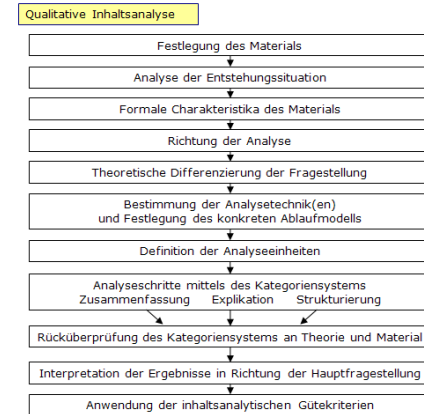 Qualitative Inhaltsanalyse
Festlegung des Materials
Analyse der Entstehungssituation
Formale Charakteristika des Materials
Richtung der Analyse
Theoretische Differenzierung der Fragestellung
Bestimmung der Analysetechnik(en)
und Festlegung des konkreten Ablaufmodells
Definition der Analyseeinheiten
Analyseschritte mittels des Kategoriensystems
Zusammenfassung Explikation Strukturierung
Rücküberprüfung des Kategoriensystems an Theorie und Material
Interpretation der Ergebnisse in Richtung der Hauptfragestellung
Anwendung der inhaltsanalytischen Gütekriterien